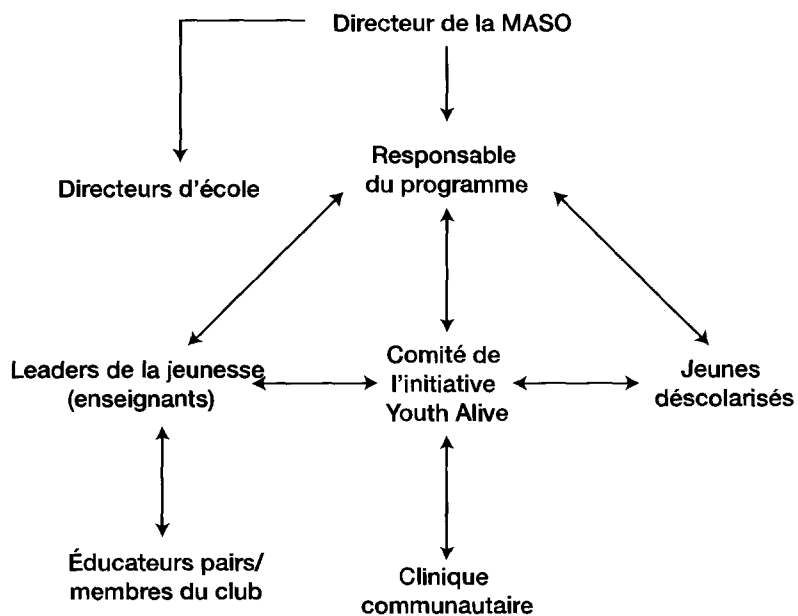 Directeur de la MASO
Responsable
du programme
Directeurs d'école
Leaders de la jeunesse
(enseignants)
Comité de
l'initiative
Youth Alive
Jeunes
déscolarisés
Éducateurs pairs/
membres du club
Clinique
communautaire